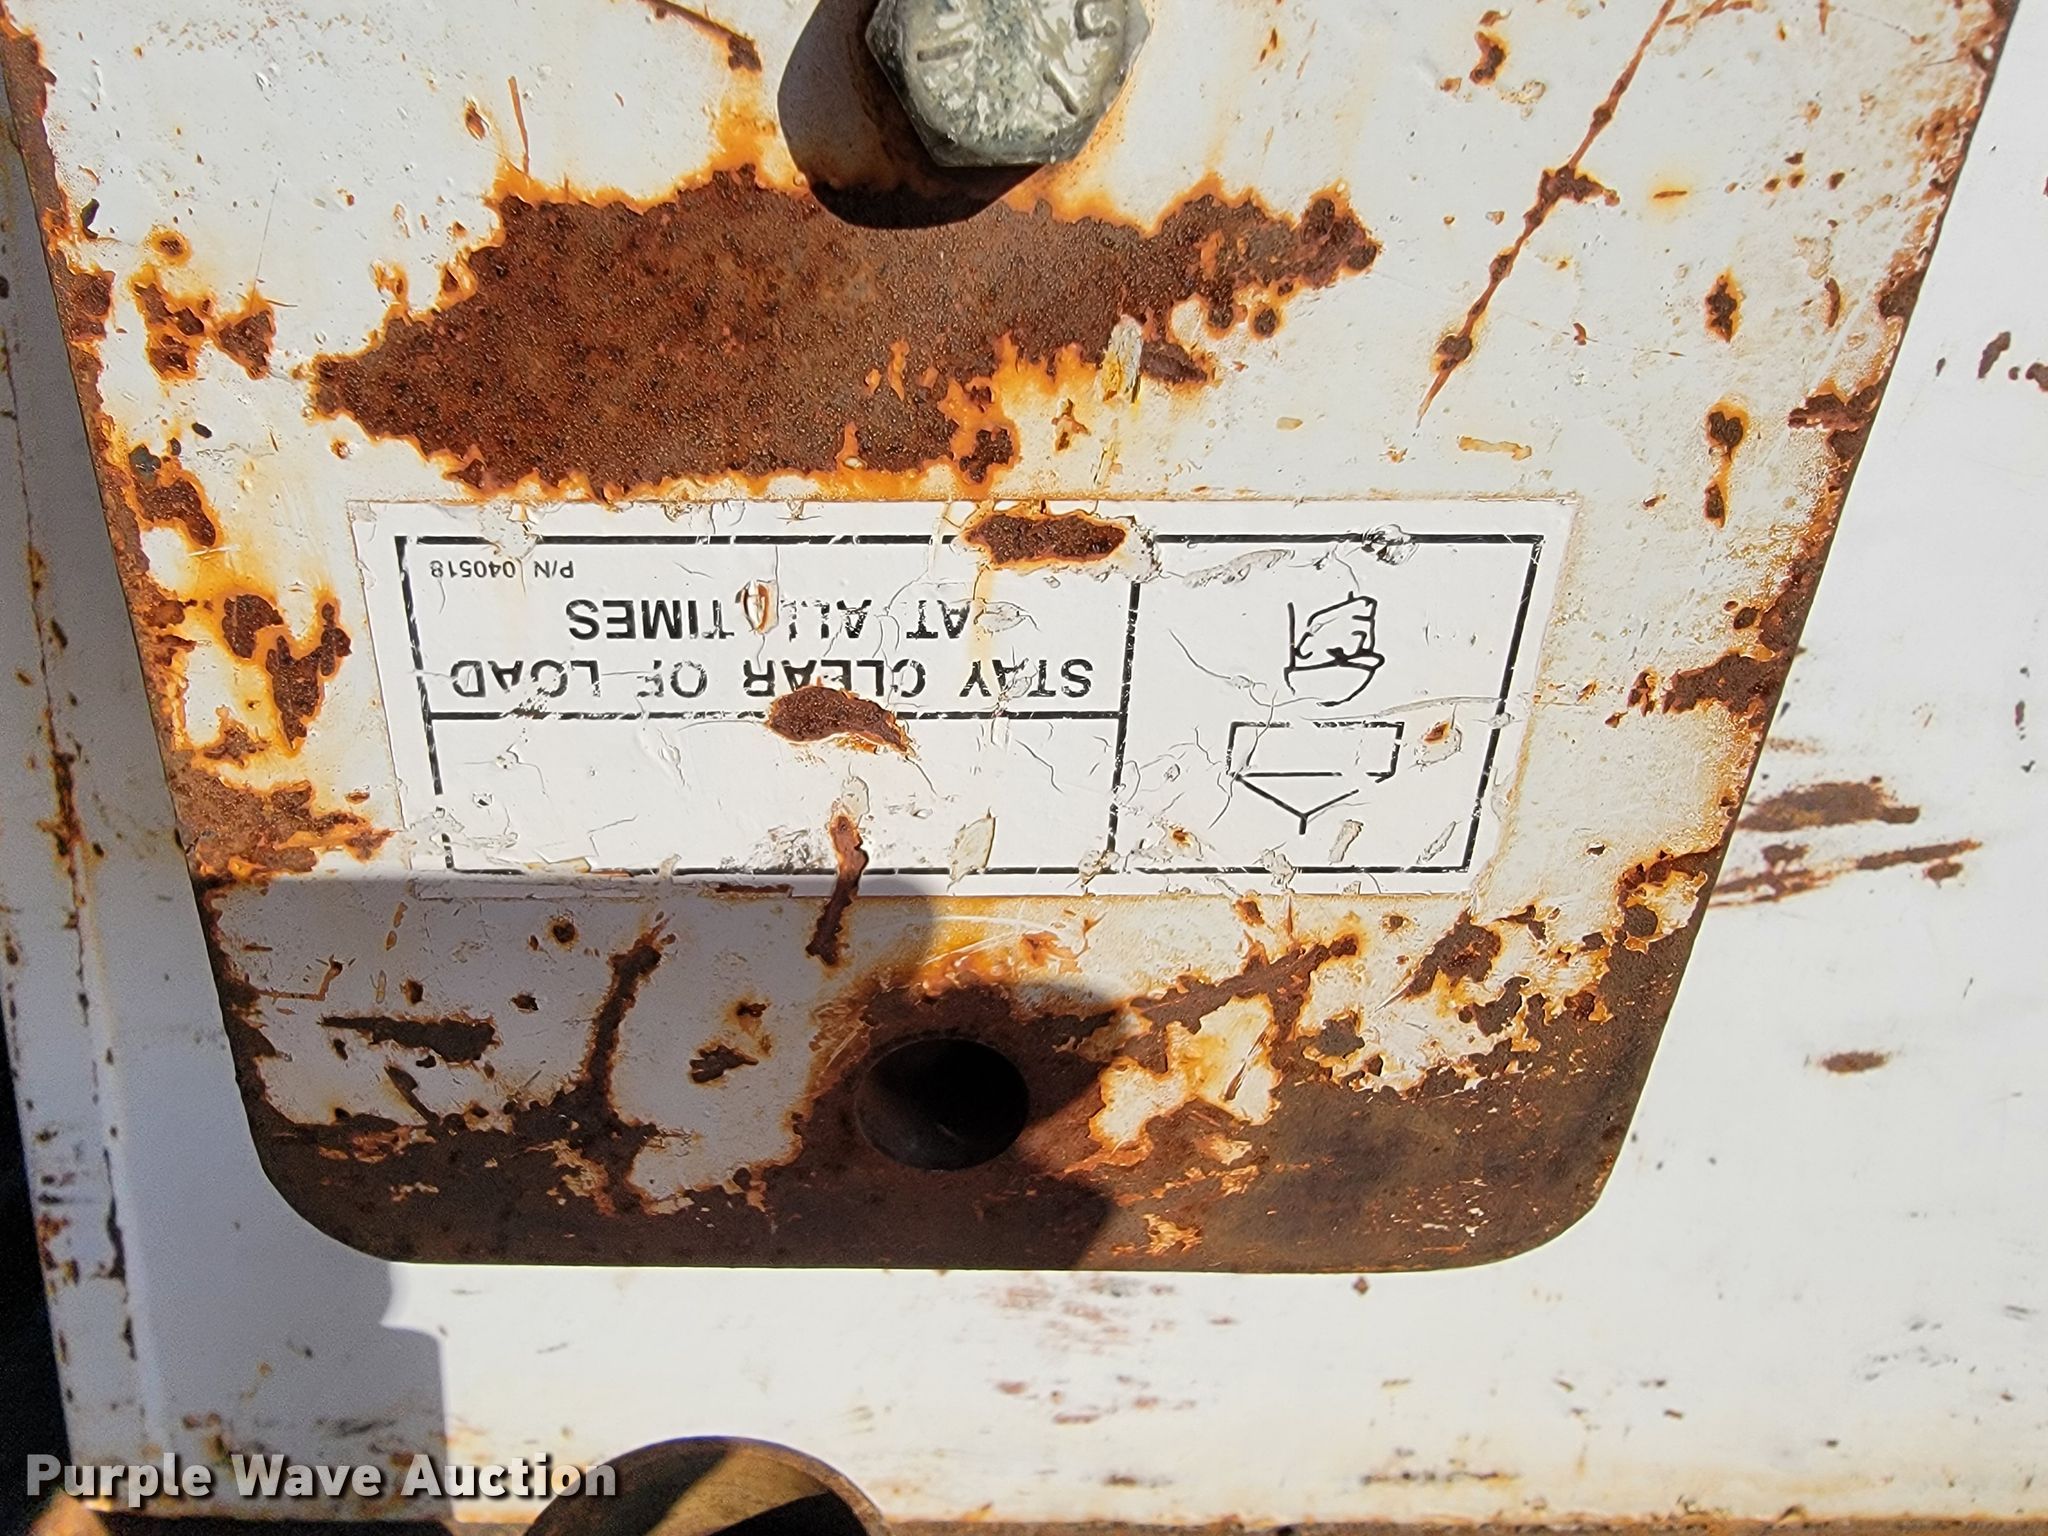 STAY CLEAR OF LOAD
AT ALL TIMES
P/N 040518
Purple Wave Auction